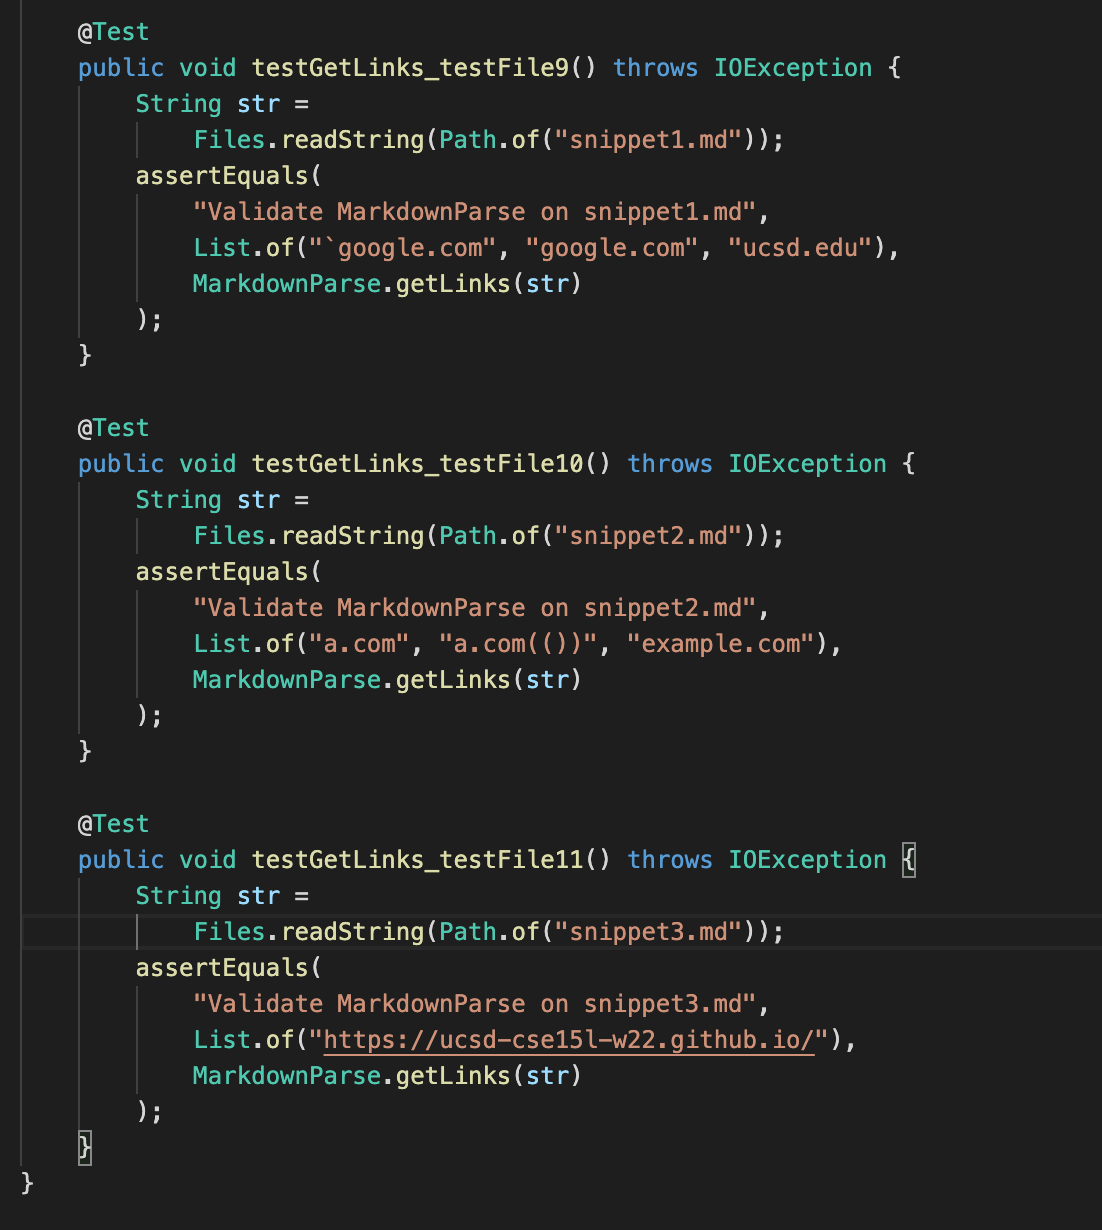 @Test
public void testGetLinks_testFile9() throws IOException {
String str =
Files.readString(Path.of("snippet1.md"));
assertEquals(
"Validate MarkdownParse on snippet1.md",
List.of("`google.com", "google.com", "ucsd.edu"),
MarkdownParse.getLinks(str)
);
}
@Test
public void testGetLinks_testFile10() throws IOException {
String str =
Files.readString(Path.of("snippet2.md"));
assertEquals(
"Validate MarkdownParse on snippet2.md",
List.of("a.com", "a.com(())", "example.com"),
MarkdownParse.getLinks(str)
);
}
@Test
public void testGetLinks_testFile11() throws IOException {
String str =
Files.readString(Path.of("snippet3.md"));
assertEquals(
"Validate MarkdownParse on snippet3.md",
List.of("https://ucsd-cse15l-w22.github.io/"),
MarkdownParse.getLinks(str)
);
}
}